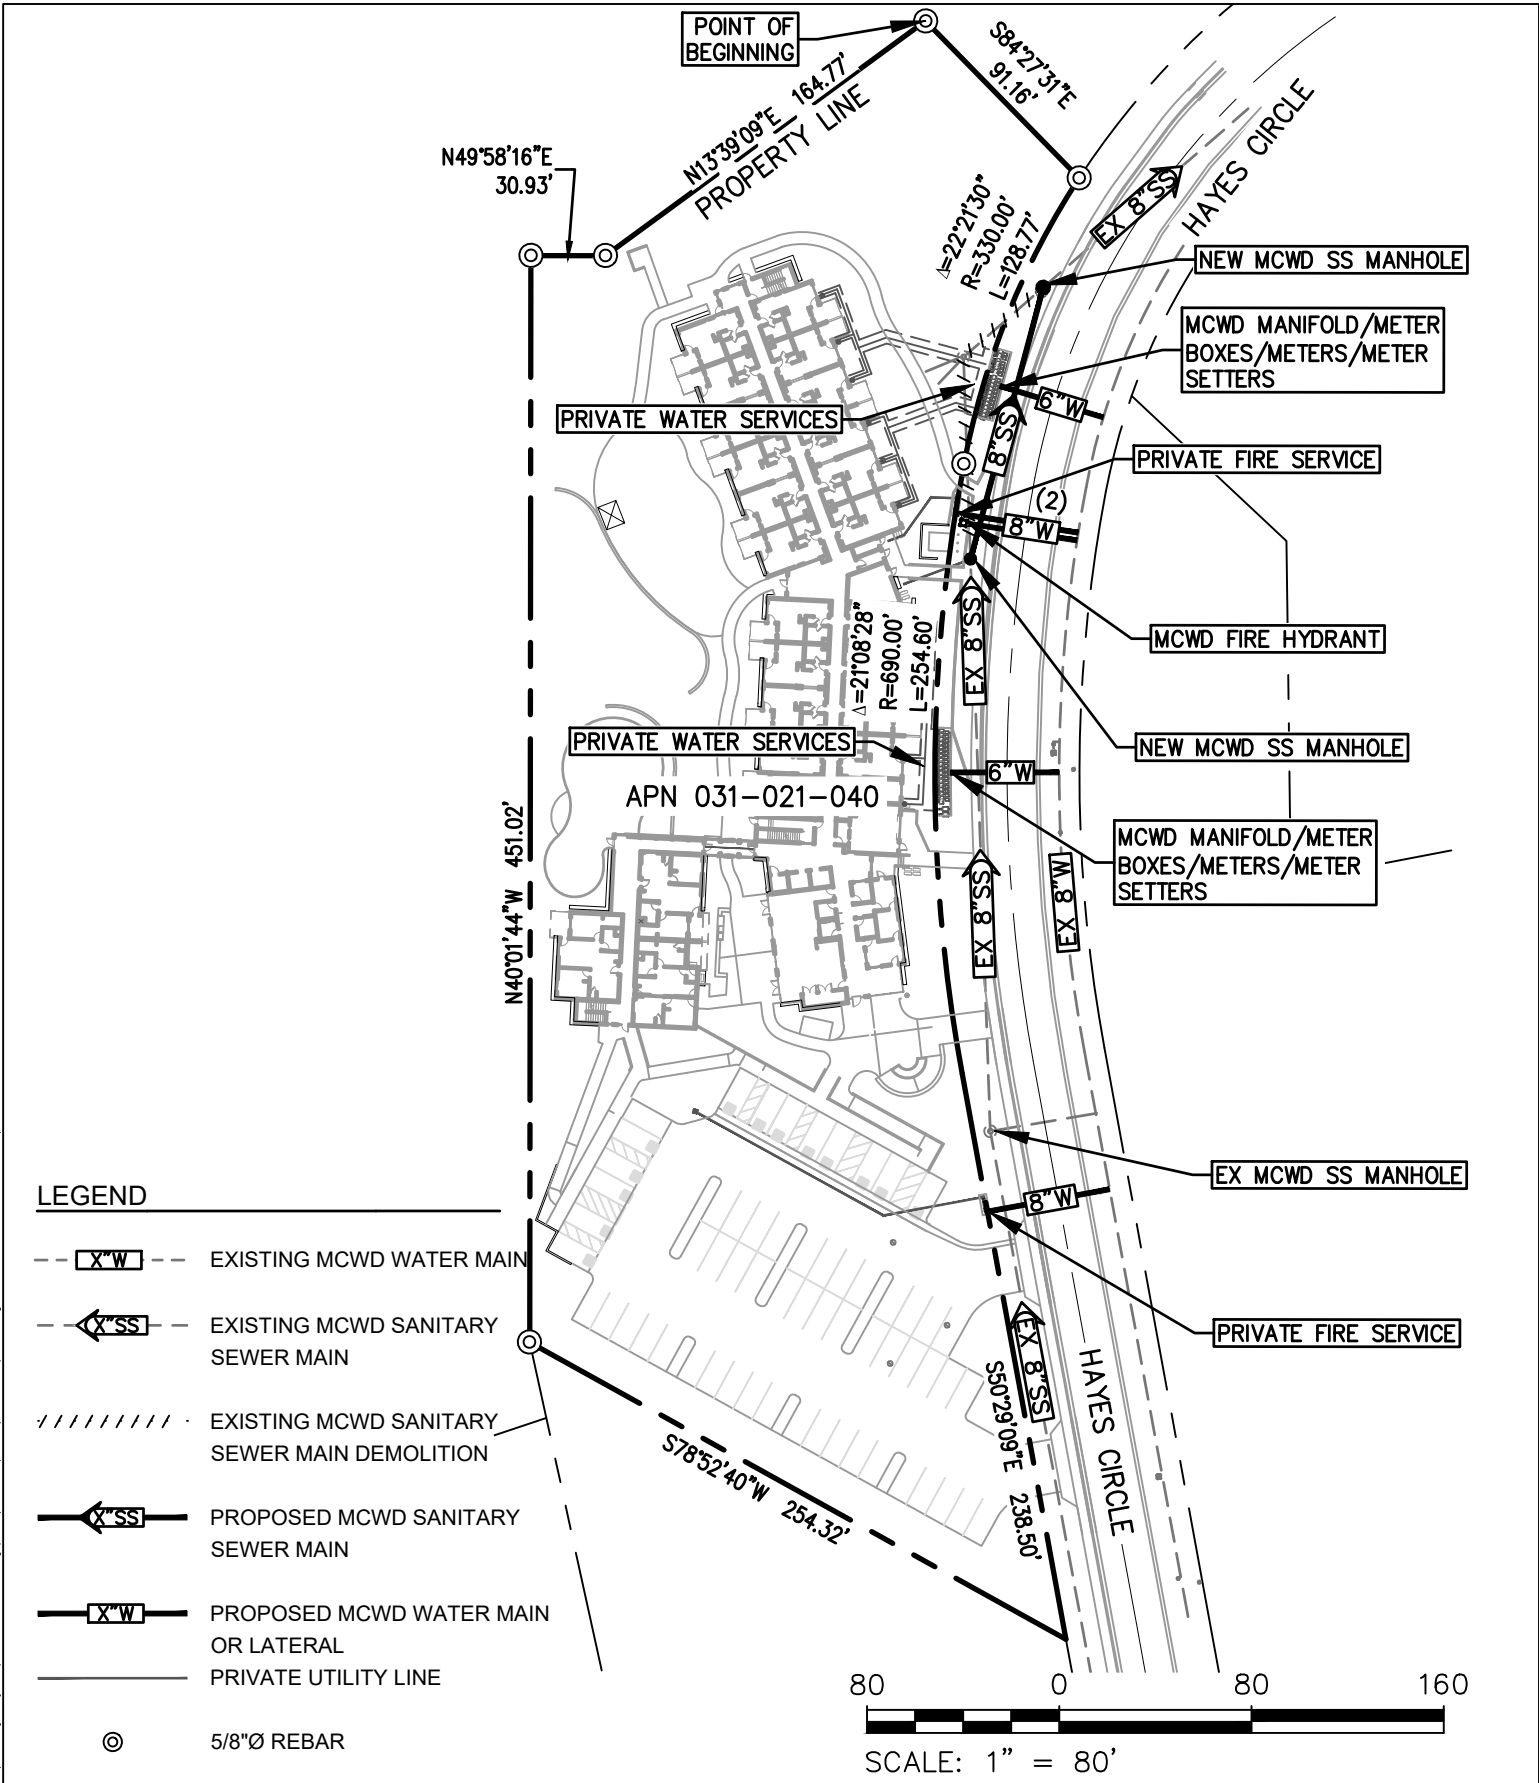 POINT OF
BEGINNING
S84°27'31"E
91.16'
N13°39'09"E 164.77'
PROPERTY LINE
N49°58'16"E
30.93'
HAYES CIRCLE
EX 8"SS
Δ=22°21'30"
R=330.00'
L=128.77'
NEW MCWD SS MANHOLE
MCWD MANIFOLD/METER
BOXES/METERS/METER
SETTERS
6"W
PRIVATE WATER SERVICES
8"SS
PRIVATE FIRE SERVICE
(2)
8"W
EX 8"SS
MCWD FIRE HYDRANT
Δ=21°08'28"
R=690.00'
L=254.60'
PRIVATE WATER SERVICES
NEW MCWD SS MANHOLE
6"W
APN 031-021-040
MCWD MANIFOLD/METER
BOXES/METERS/METER
SETTERS
N40°01'44"W 451.02'
EX 8"SS
EX 8"W
EX MCWD SS MANHOLE
8"W
PRIVATE FIRE SERVICE
EX 8"SS
S50°29'09"E 238.50'
HAYES CIRCLE
S78°52'40"W 254.32'
LEGEND
X"W EXISTING MCWD WATER MAIN
X"SS EXISTING MCWD SANITARY
SEWER MAIN
EXISTING MCWD SANITARY
SEWER MAIN DEMOLITION
X"SS PROPOSED MCWD SANITARY
SEWER MAIN
X"W PROPOSED MCWD WATER MAIN
OR LATERAL
PRIVATE UTILITY LINE
5/8"Ø REBAR
80 0 80 160
SCALE: 1" = 80'